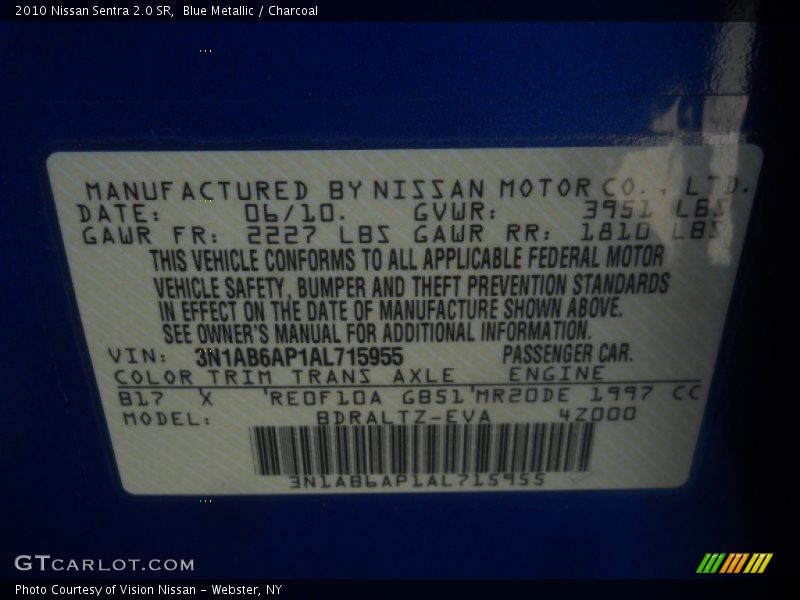 2010 Nissan Sentra 2.0 SR,  Blue Metallic / Charcoal
MANUFACTURED BY NISSAN MOTOR CO., LTD.
DATE: 06/10. GVWR: 3951 LBS
GAWR FR: 2227 LBS GAWR RR: 1810 LBS
THIS VEHICLE CONFORMS TO ALL APPLICABLE FEDERAL MOTOR
VEHICLE SAFETY, BUMPER AND THEFT PREVENTION STANDARDS
IN EFFECT ON THE DATE OF MANUFACTURE SHOWN ABOVE.
SEE OWNER'S MANUAL FOR ADDITIONAL INFORMATION.
VIN: 3N1AB6AP1AL715955 PASSENGER CAR.
COLOR TRIM TRANS AXLE ENGINE
B17 X 'RE0F10A GB51'MR20DE 1997 CC
MODEL: BDRALTZ-EVA 4Z000
3N1AB6AP1AL715955
GTCARLOT.COM
Photo Courtesy of Vision Nissan - Webster, NY